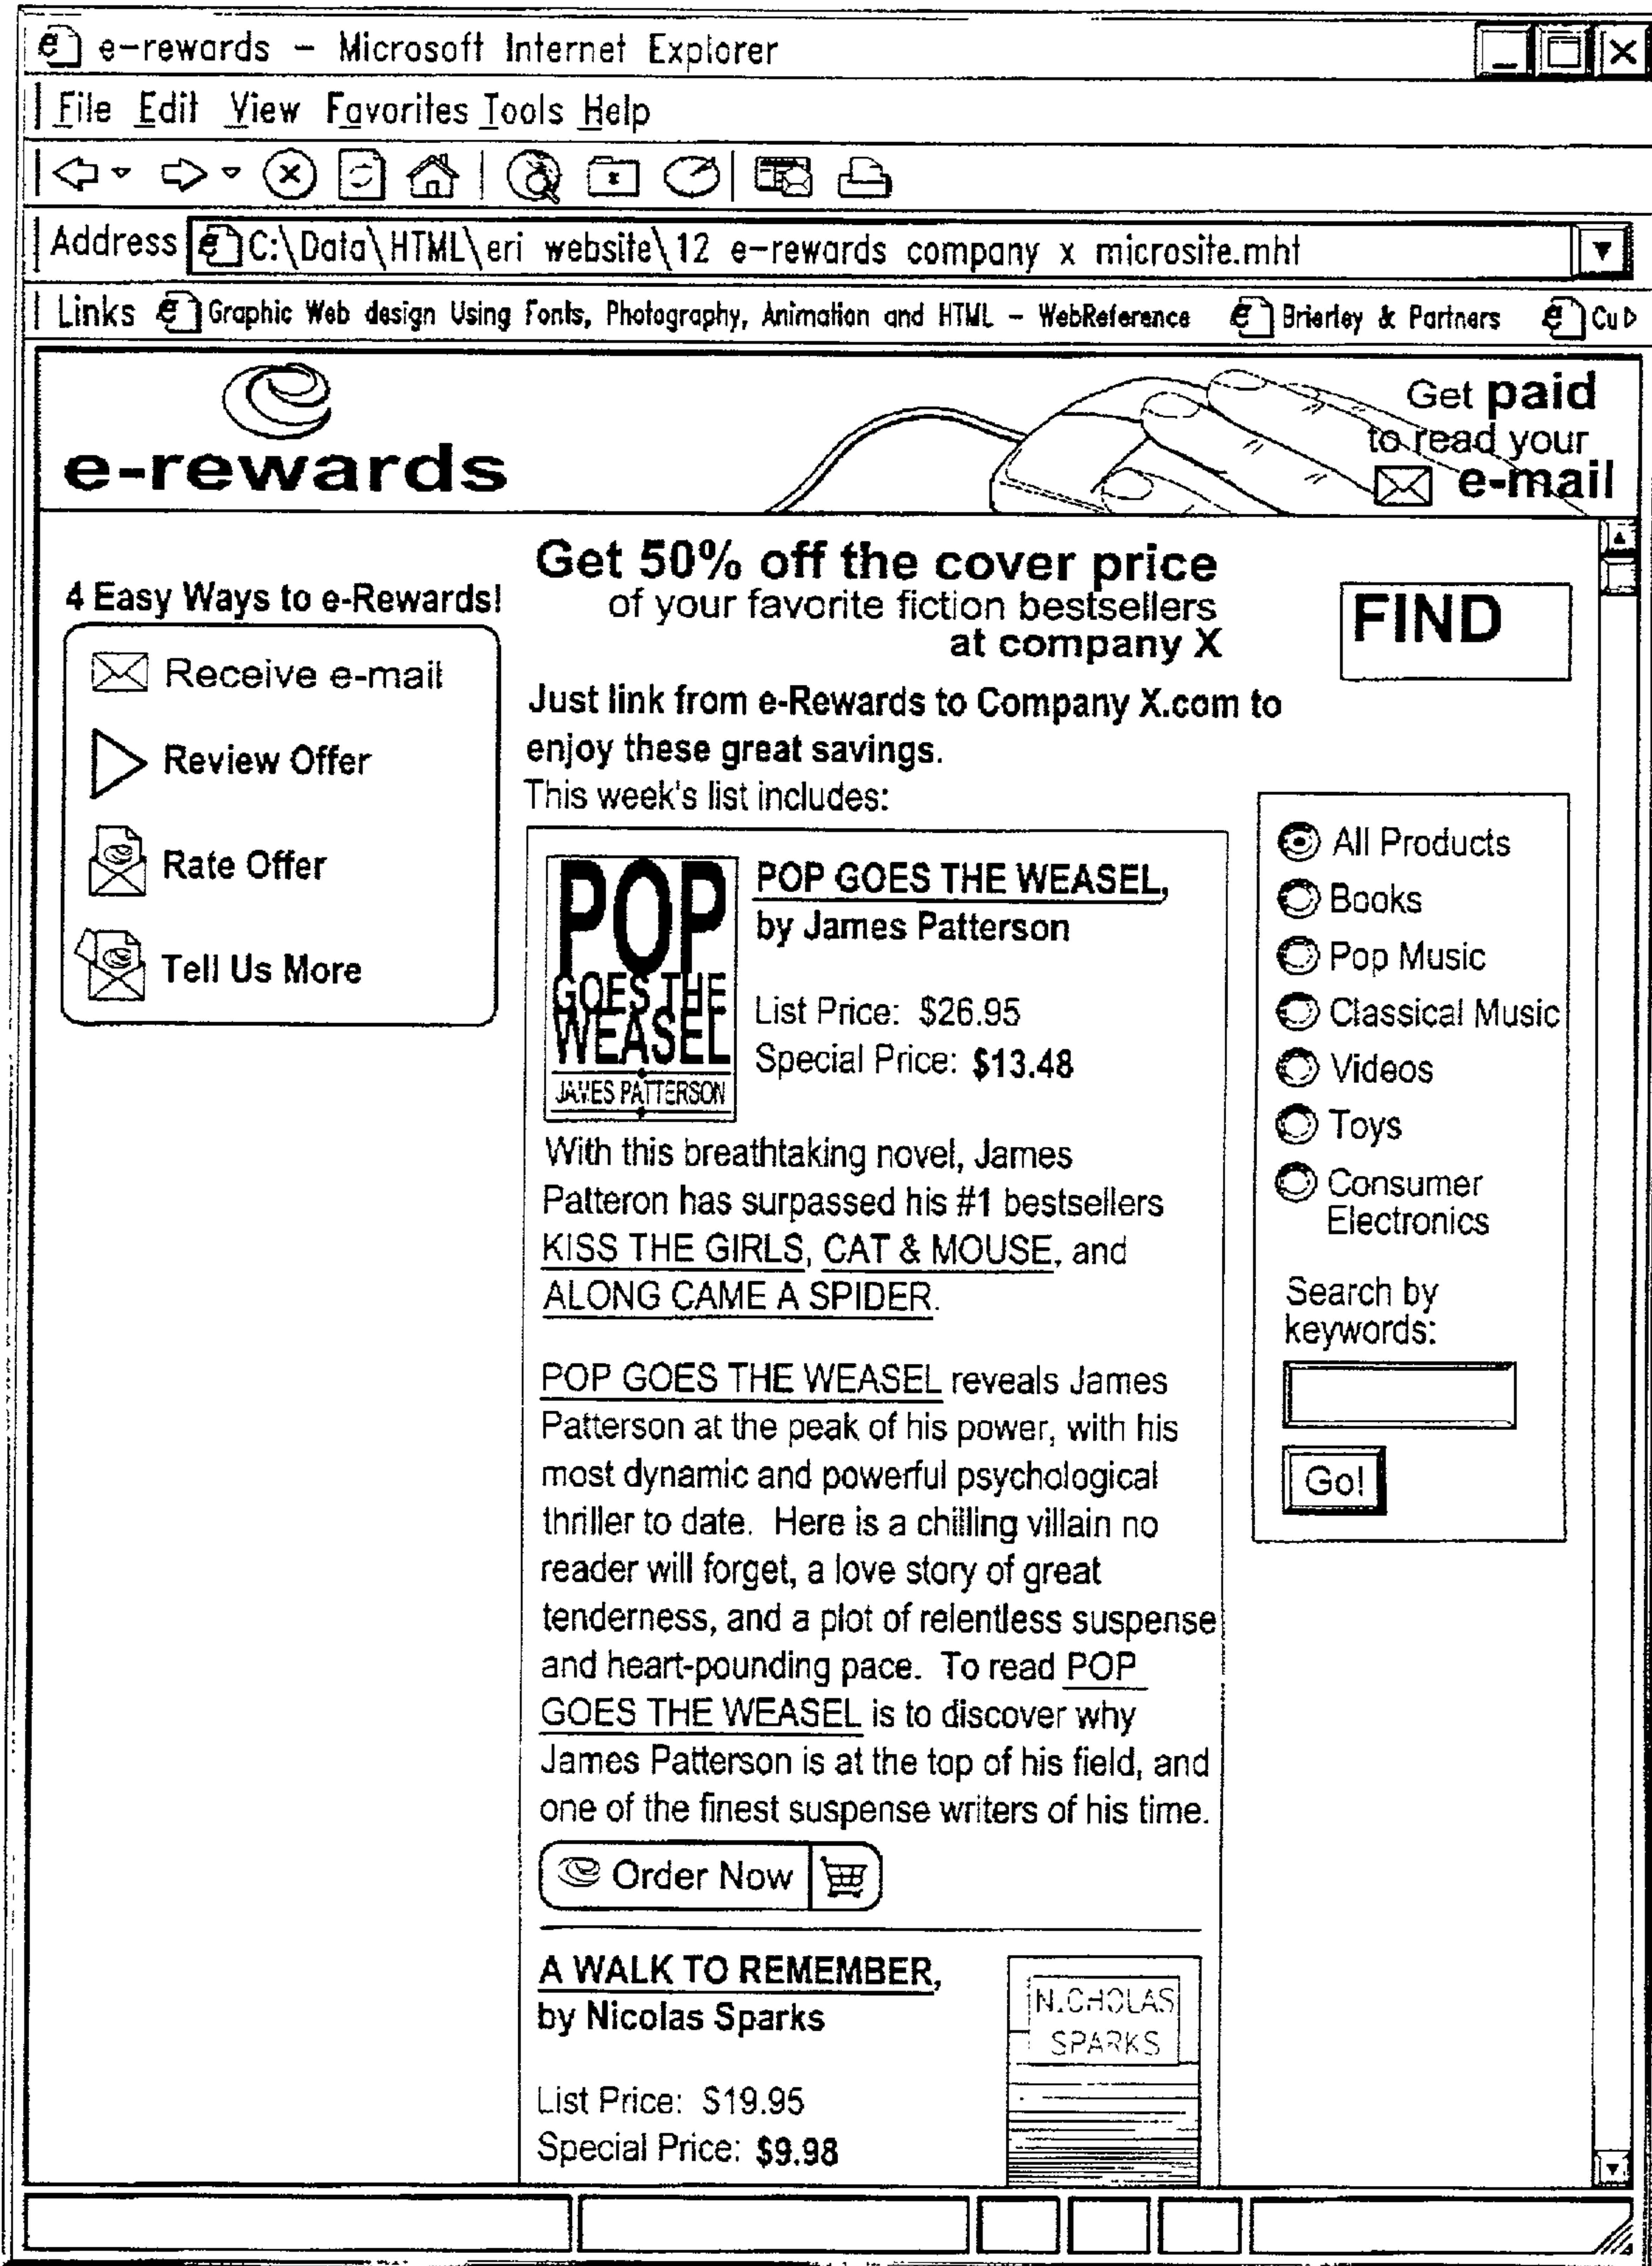 e-rewards - Microsoft Internet Explorer
File Edit View Favorites Tools Help
Address C:\Data\HTML\eri website\12 e-rewards company x microsite.mht
Links Graphic Web design Using Fonts, Photography, Animation and HTML - WebReference Brierley & Partners Cu
e-rewards
Get paid
to read your
e-mail
4 Easy Ways to e-Rewards!
Receive e-mail
Review Offer
Rate Offer
Tell Us More
Get 50% off the cover price
of your favorite fiction bestsellers
at company X
Just link from e-Rewards to Company X.com to
enjoy these great savings.
This week's list includes:
POP
GOES THE
WEASEL
JAMES PATTERSON
POP GOES THE WEASEL,
by James Patterson
List Price: $26.95
Special Price: $13.48
With this breathtaking novel, James
Patteron has surpassed his #1 bestsellers
KISS THE GIRLS, CAT & MOUSE, and
ALONG CAME A SPIDER.
POP GOES THE WEASEL reveals James
Patterson at the peak of his power, with his
most dynamic and powerful psychological
thriller to date. Here is a chilling villain no
reader will forget, a love story of great
tenderness, and a plot of relentless suspense
and heart-pounding pace. To read POP
GOES THE WEASEL is to discover why
James Patterson is at the top of his field, and
one of the finest suspense writers of his time.
Order Now
A WALK TO REMEMBER,
by Nicolas Sparks
List Price: $19.95
Special Price: $9.98
NICHOLAS
SPARKS
FIND
All Products
Books
Pop Music
Classical Music
Videos
Toys
Consumer
Electronics
Search by
keywords:
Go!